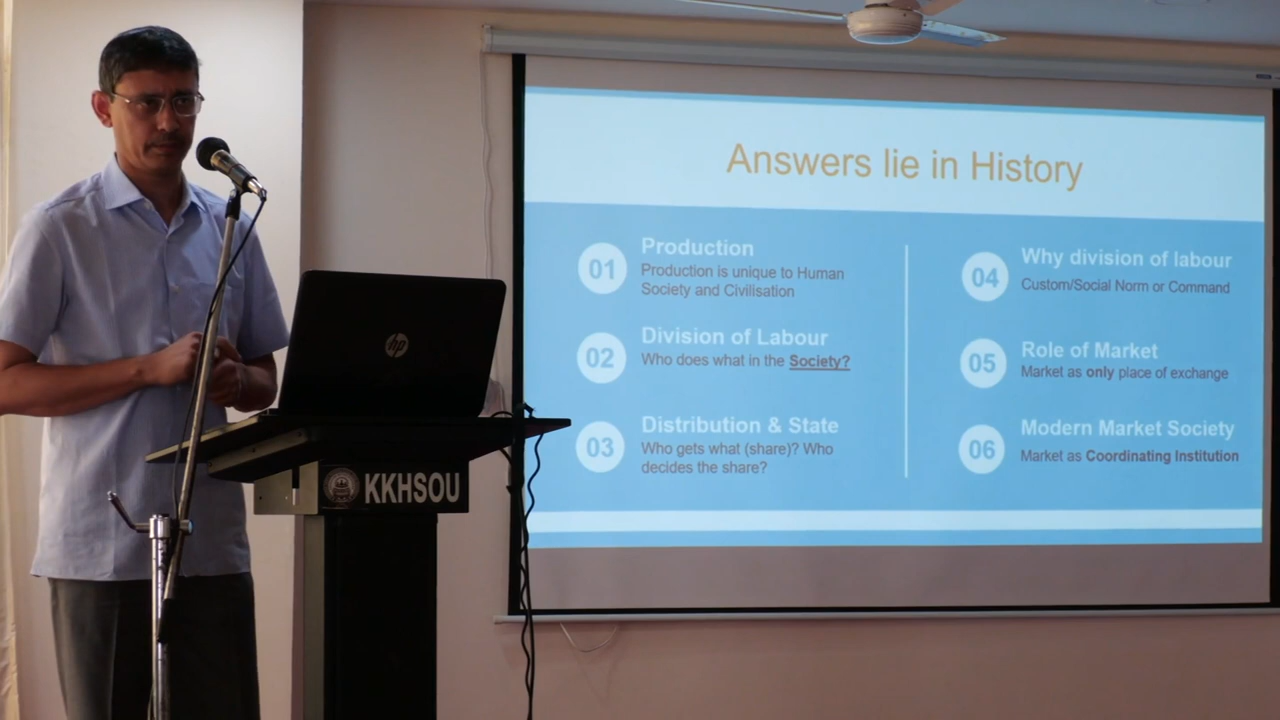 Answers lie in History
01
Production
Production is unique to Human
Society and Civilisation
02
Division of Labour
Who does what in the Society?
03
Distribution & State
Who gets what (share)? Who
decides the share?
04
Why division of labour
Custom/Social Norm or Command
05
Role of Market
Market as only place of exchange
06
Modern Market Society
Market as Coordinating Institution
hp
KKHSOU